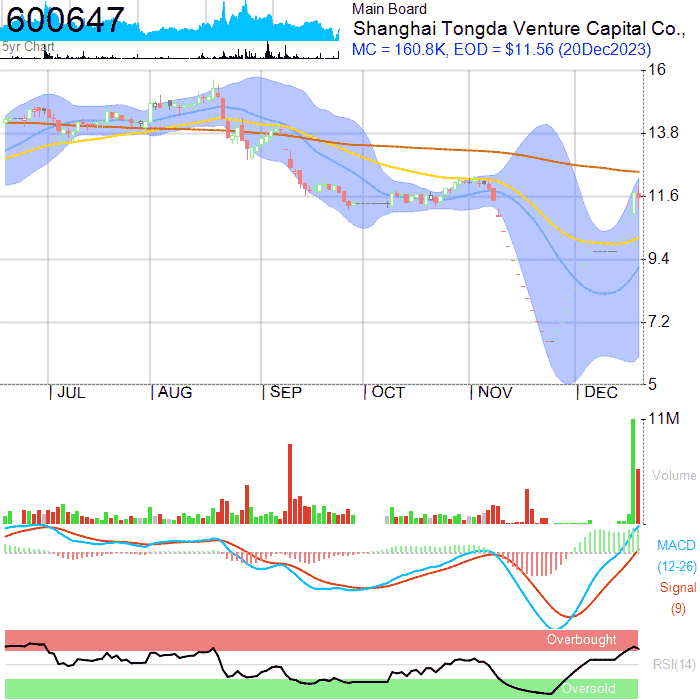 600647
5yr Chart
Main Board
Shanghai Tongda Venture Capital Co.,
MC = 160.8K, EOD = $11.56 (20Dec2023)
16
13.8
11.6
9.4
7.2
5
JUL AUG SEP OCT NOV DEC
11M
Volume
MACD
(12-26)
Signal
(9)
Overbought
RSI(14)
Oversold